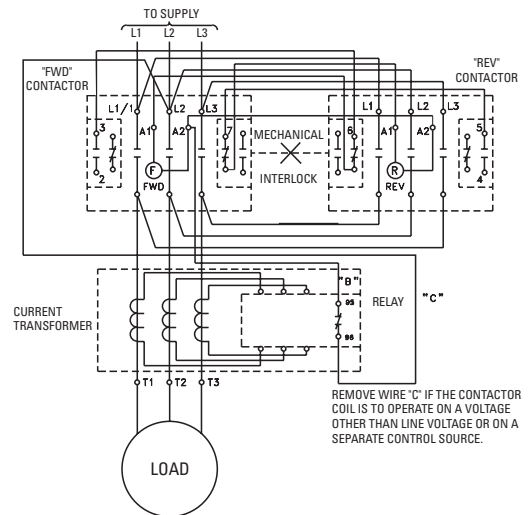 TO SUPPLY
L1 L2 L3
"FWD"
CONTACTOR
"REV"
CONTACTOR
L1/1 L2 L3
L1 L2 L3
3 A1 A2 7 MECHANICAL 6 A1 A2 5
2 F INTERLOCK R 4
FWD REV
"B"
RELAY
"C"
CURRENT
TRANSFORMER
95
96
T1 T2 T3
REMOVE WIRE "C" IF THE CONTACTOR
COIL IS TO OPERATE ON A VOLTAGE
OTHER THAN LINE VOLTAGE OR ON A
SEPARATE CONTROL SOURCE.
LOAD